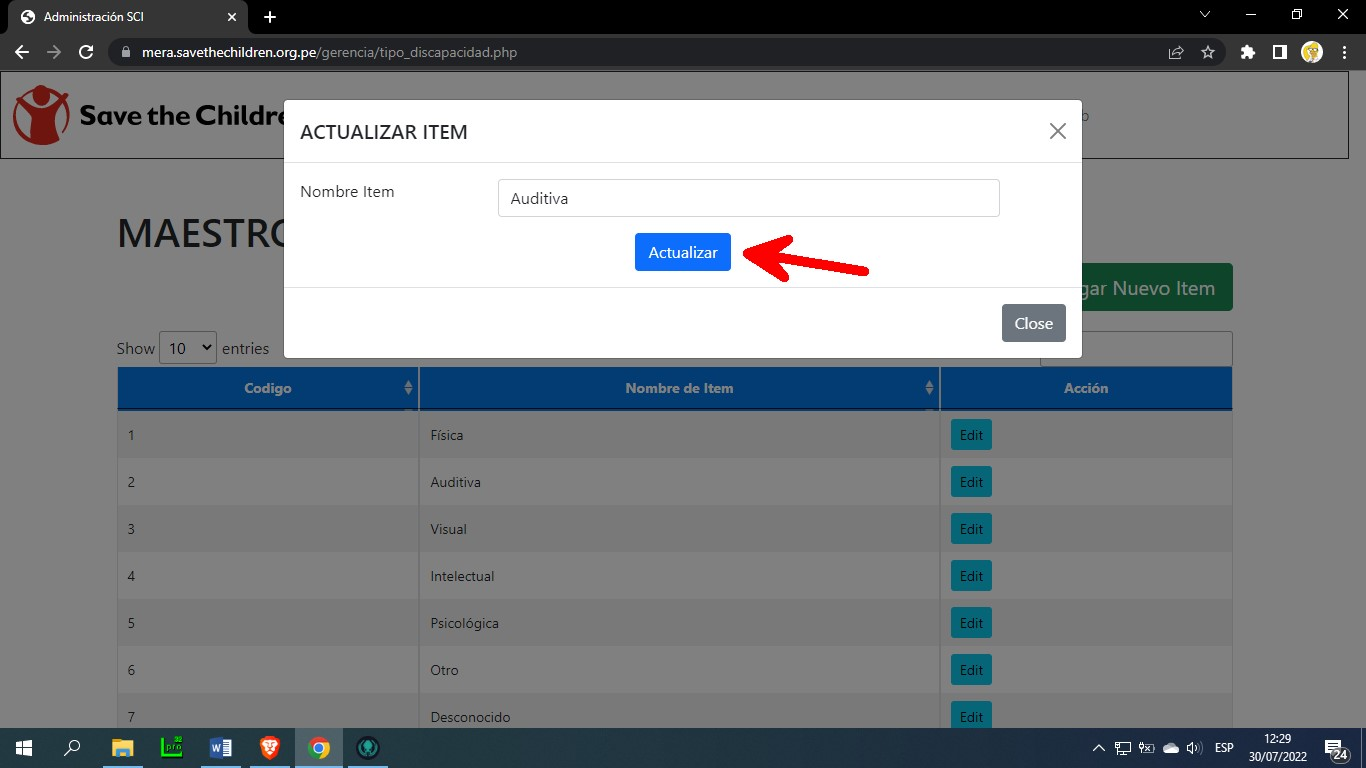 Administración SCI
mera.savethechildren.org.pe/gerencia/tipo_discapacidad.php
Save the Childre
ACTUALIZAR ITEM
Nombre Item
Auditiva
MAESTRO
Actualizar
gar Nuevo Item
Close
Show 10 entries
Codigo Nombre de Item Acción
1 Física Edit
2 Auditiva Edit
3 Visual Edit
4 Intelectual Edit
5 Psicológica Edit
6 Otro Edit
7 Desconocido Edit
ESP
12:29
30/07/2022
24